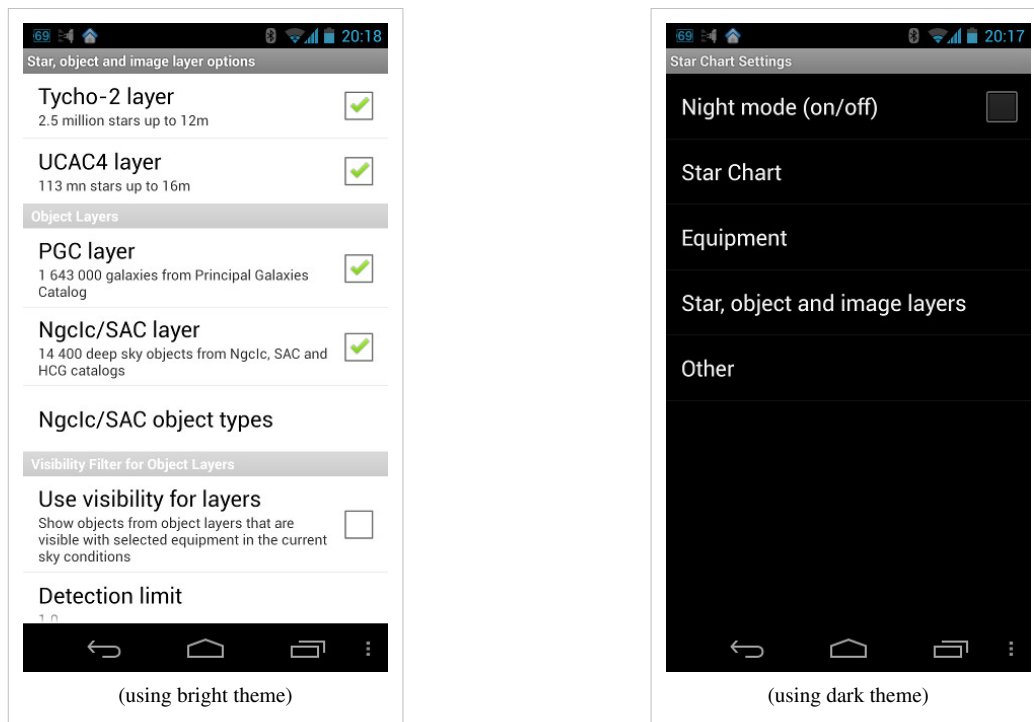 69 20:18
Star, object and image layer options
Tycho-2 layer
2.5 million stars up to 12m
UCAC4 layer
113 mn stars up to 16m
Object Layers
PGC layer
1 643 000 galaxies from Principal Galaxies
Catalog
NgcIc/SAC layer
14 400 deep sky objects from NgcIc, SAC and
HCG catalogs
NgcIc/SAC object types
Visibility Filter for Object Layers
Use visibility for layers
Show objects from object layers that are
visible with selected equipment in the current
sky conditions
Detection limit
1.0
(using bright theme)
69 20:17
Star Chart Settings
Night mode (on/off)
Star Chart
Equipment
Star, object and image layers
Other
(using dark theme)